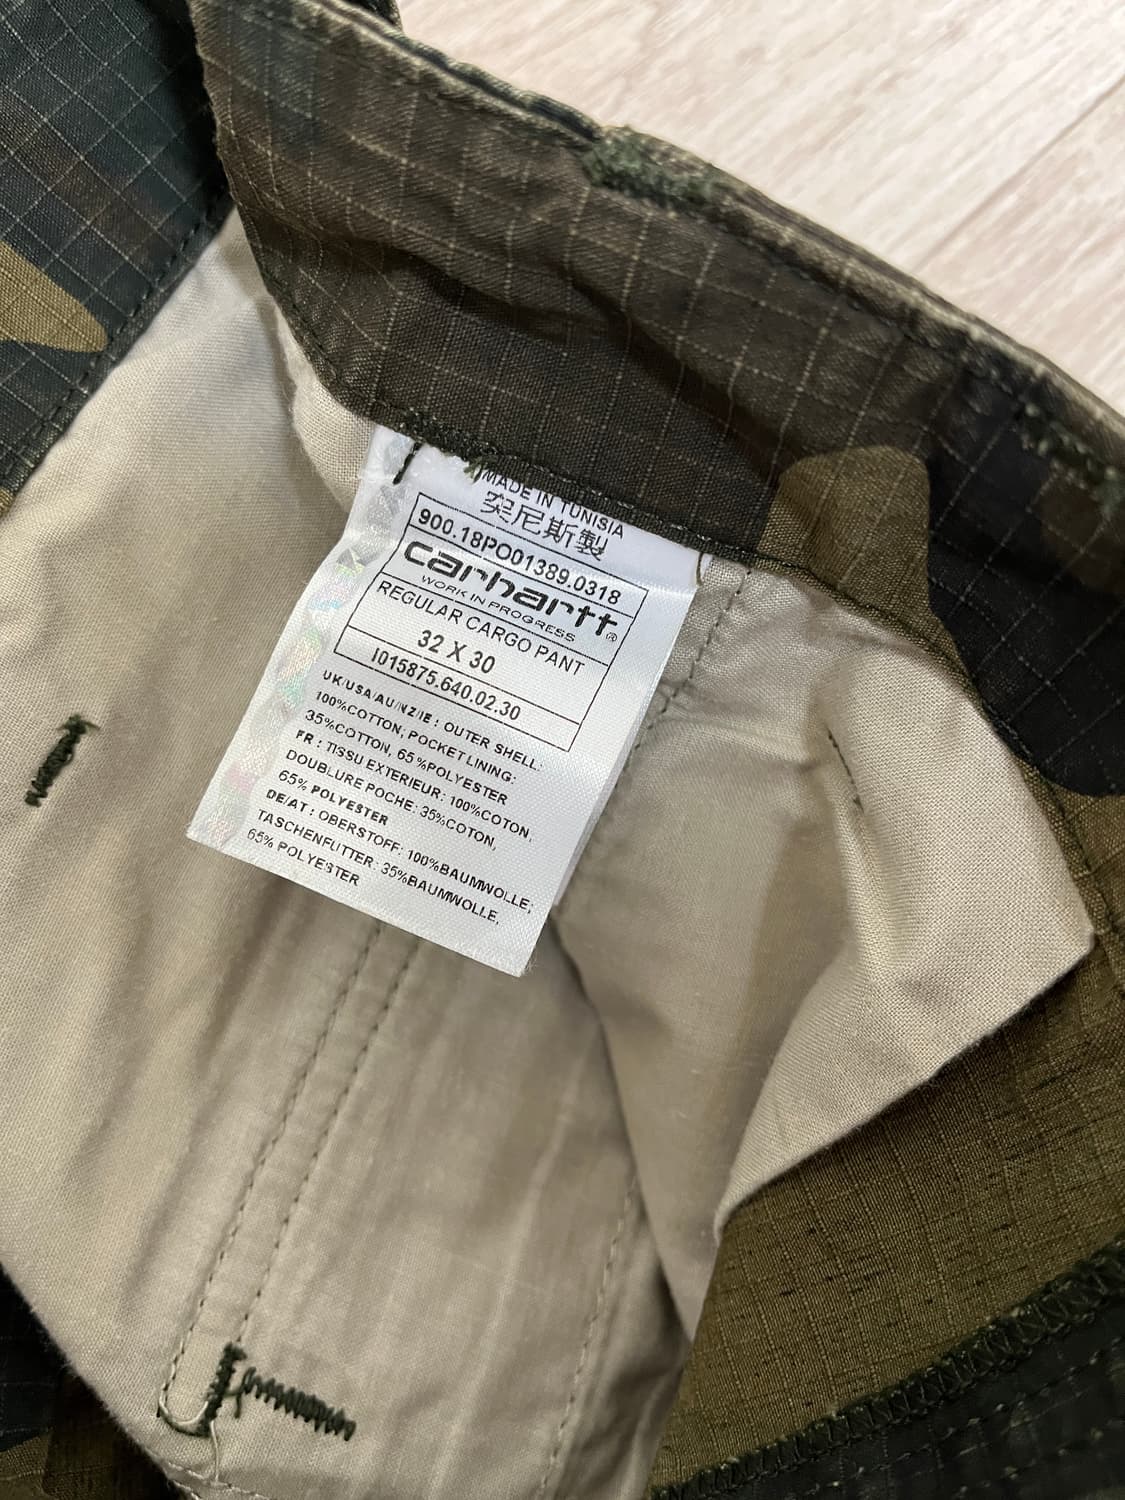 MADE IN TUNISIA
突尼斯製
900.18PO01389.0318
carhartt®
WORK IN PROGRESS
REGULAR CARGO PANT
32 X 30
I015875.640.02.30
UK/USA/AU/NZ/IE : OUTER SHELL:
100%COTTON; POCKET LINING:
35%COTTON, 65%POLYESTER
FR : TISSU EXTERIEUR: 100%COTON,
DOUBLURE POCHE: 35%COTON,
65% POLYESTER
DE/AT : OBERSTOFF: 100%BAUMWOLLE;
TASCHENFUTTER: 35%BAUMWOLLE,
65% POLYESTER